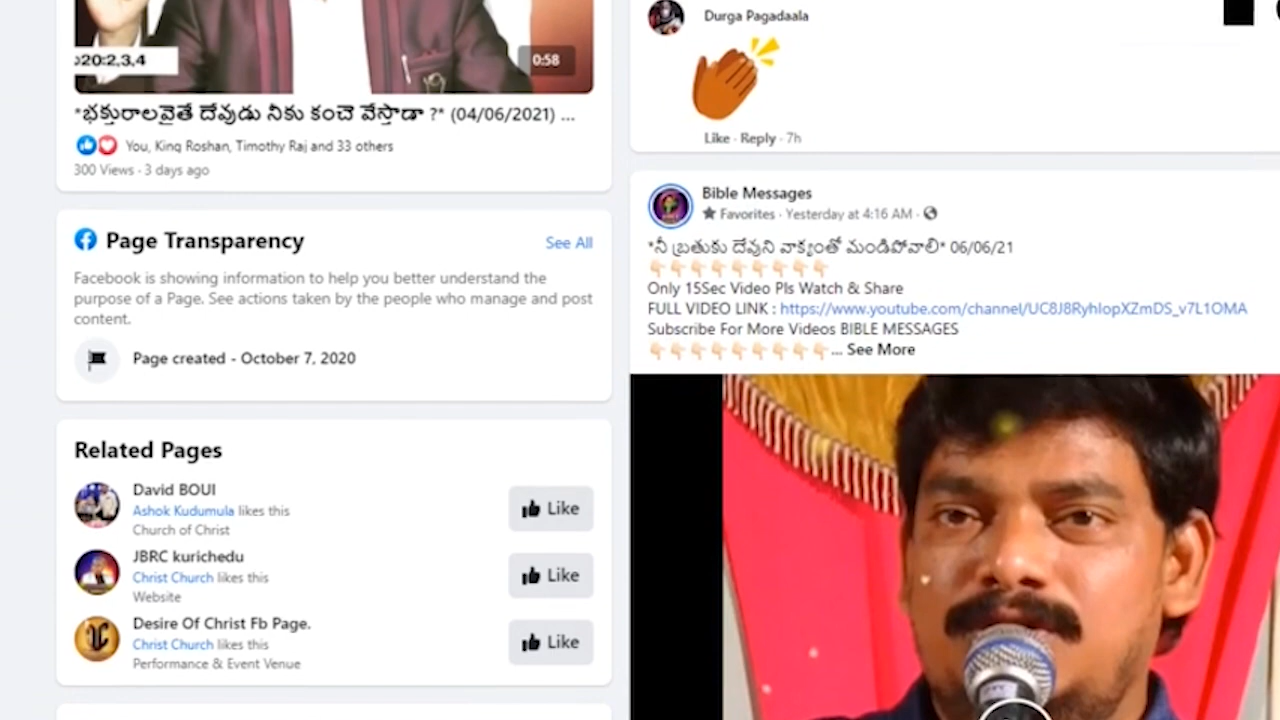 020:2,3,4
0:58
*భక్తురాలవైతే దేవుడు నీకు కంచె వేస్తాడా ?* (04/06/2021) ...
You, King Roshan, Timothy Raj and 33 others
300 Views · 3 days ago
Page Transparency
See All
Facebook is showing information to help you better understand the
purpose of a Page. See actions taken by the people who manage and post
content.
Page created - October 7, 2020
Related Pages
David BOUI
Ashok Kudumula likes this
Church of Christ
Like
JBRC kurichedu
Christ Church likes this
Website
Like
Desire Of Christ Fb Page.
Christ Church likes this
Performance & Event Venue
Like
Durga Pagadaala
Like · Reply · 7h
Bible Messages
Favorites · Yesterday at 4:16 AM ·
*నీ బ్రతుకు దేవుని వాక్యంతో మండిపోవాలి* 06/06/21
Only 15Sec Video Pls Watch & Share
FULL VIDEO LINK : https://www.youtube.com/channel/UC8J8RyhIopXZmDS_v7L1OMA
Subscribe For More Videos BIBLE MESSAGES
... See More